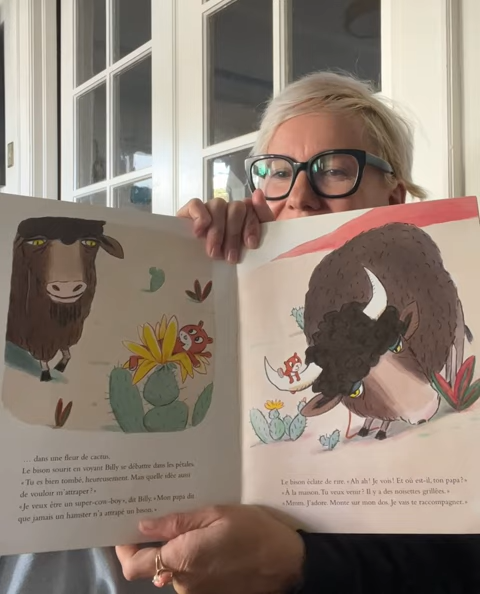 ... dans une fleur de cactus.
Le bison sourit en voyant Billy se débattre dans les pétales.
« Tu es bien tombé, heureusement. Mais quelle idée aussi
de vouloir m'attraper ! »
« Je veux être un super-cow-boy », dit Billy. « Mon papa dit
que jamais un hamster n'a attrapé un bison. »
Le bison éclate de rire. « Ah ah ! Je vois ! Et où est-il, ton papa ? »
« À la maison. Tu veux venir ? Il y a des noisettes grillées. »
« Miam. J'adore. Monte sur mon dos. Je vais te raccompagner. »